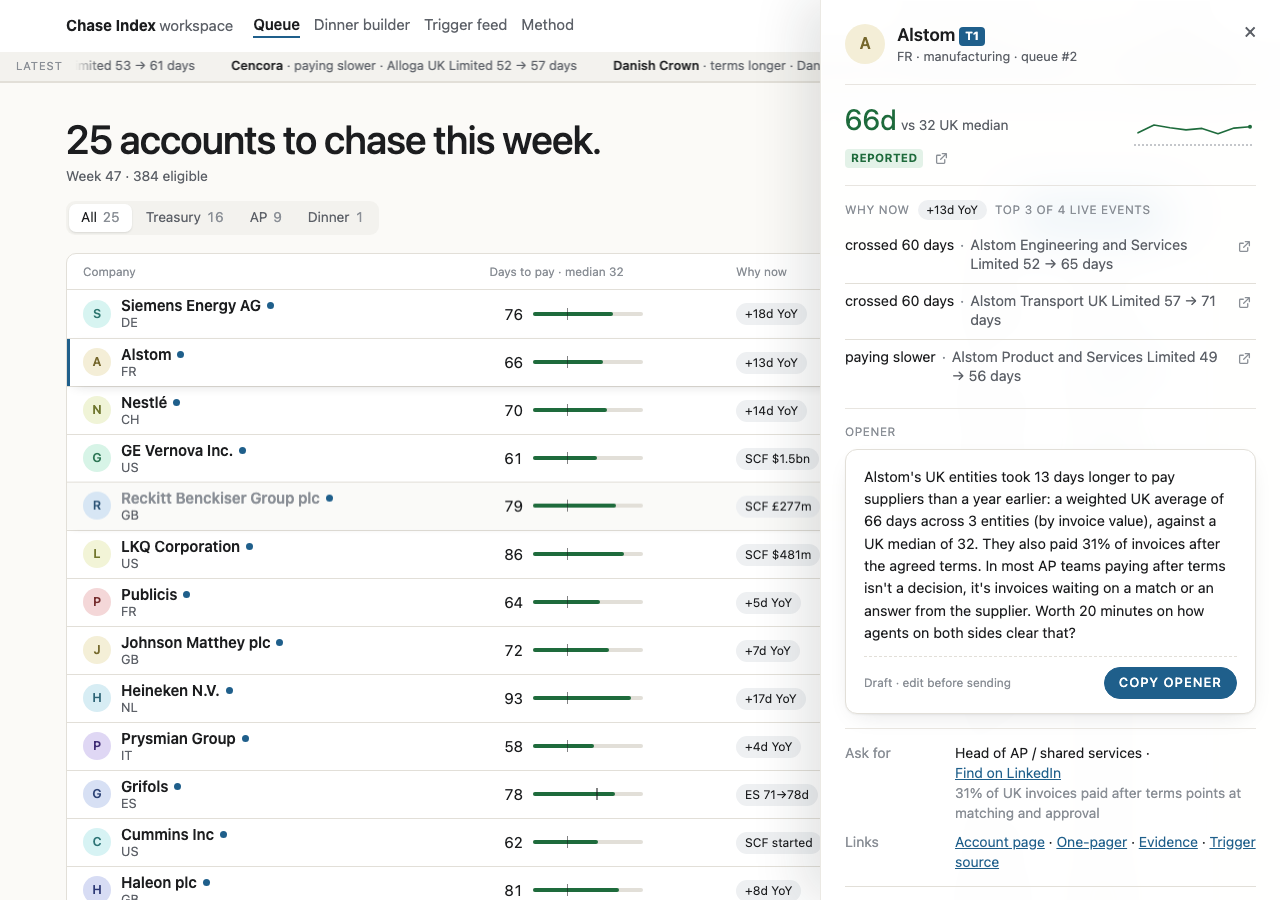 Chase Index workspace Queue Dinner builder Trigger feed Method
LATEST mited 53 → 61 days Cencora · paying slower · Alloga UK Limited 52 → 57 days Danish Crown · terms longer · Dan
25 accounts to chase this week.
Week 47 · 384 eligible
All 25 Treasury 16 AP 9 Dinner 1
Company Days to pay · median 32 Why now
S Siemens Energy AG 76 +18d YoY
DE
A Alstom 66 +13d YoY
FR
N Nestlé 70 +14d YoY
CH
G GE Vernova Inc. 61 SCF $1.5bn
US
R Reckitt Benckiser Group plc 79 SCF £277m
GB
L LKQ Corporation 86 SCF $481m
US
P Publicis 64 +5d YoY
FR
J Johnson Matthey plc 72 +7d YoY
GB
H Heineken N.V. 93 +17d YoY
NL
P Prysmian Group 58 +4d YoY
IT
G Grifols 78 ES 71→78d
ES
C Cummins Inc 62 SCF started
US
H Haleon plc 81 +8d YoY
GB
A Alstom T1 ×
FR · manufacturing · queue #2
66d vs 32 UK median
REPORTED
WHY NOW +13d YoY TOP 3 OF 4 LIVE EVENTS
crossed 60 days · Alstom Engineering and Services
Limited 52 → 65 days
crossed 60 days · Alstom Transport UK Limited 57 → 71
days
paying slower · Alstom Product and Services Limited 49
→ 56 days
OPENER
Alstom's UK entities took 13 days longer to pay
suppliers than a year earlier: a weighted UK average of
66 days across 3 entities (by invoice value), against a
UK median of 32. They also paid 31% of invoices after
the agreed terms. In most AP teams paying after terms
isn't a decision, it's invoices waiting on a match or an
answer from the supplier. Worth 20 minutes on how
agents on both sides clear that?
Draft · edit before sending COPY OPENER
Ask for Head of AP / shared services ·
Find on LinkedIn
31% of UK invoices paid after terms points at
matching and approval
Links Account page · One-pager · Evidence · Trigger
source